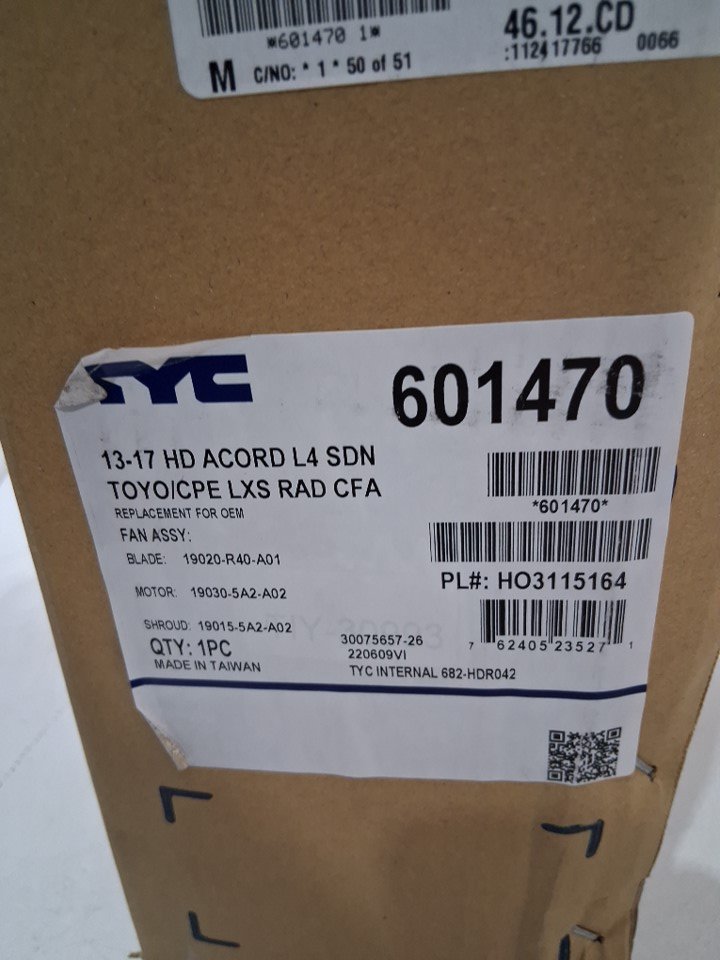 *601470 1*
M C/NO: * 1 * 50 of 51
46.12.CD
:112417766 0066
TYC
601470
13-17 HD ACORD L4 SDN
TOYO/CPE LXS RAD CFA
REPLACEMENT FOR OEM
FAN ASSY:
BLADE: 19020-R40-A01
MOTOR: 19030-5A2-A02
SHROUD: 19015-5A2-A02
QTY: 1PC
MADE IN TAIWAN
*601470*
PL#: HO3115164
7 62405 23527 1
30075657-26
220609VI
TYC INTERNAL 682-HDR042